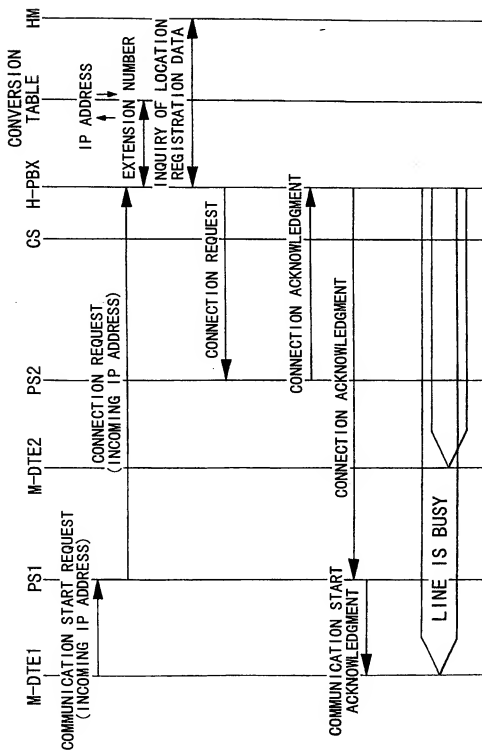 M-DTE1
PS1
M-DTE2
PS2
CS
H-PBX
CONVERSION
TABLE
HM
COMMUNICATION START REQUEST
(INCOMING IP ADDRESS)
CONNECTION REQUEST
(INCOMING IP ADDRESS)
IP ADDRESS
EXTENSION NUMBER
INQUIRY OF LOCATION
REGISTRATION DATA
CONNECTION REQUEST
CONNECTION ACKNOWLEDGMENT
CONNECTION ACKNOWLEDGMENT
COMMUNICATION START
ACKNOWLEDGMENT
LINE IS BUSY